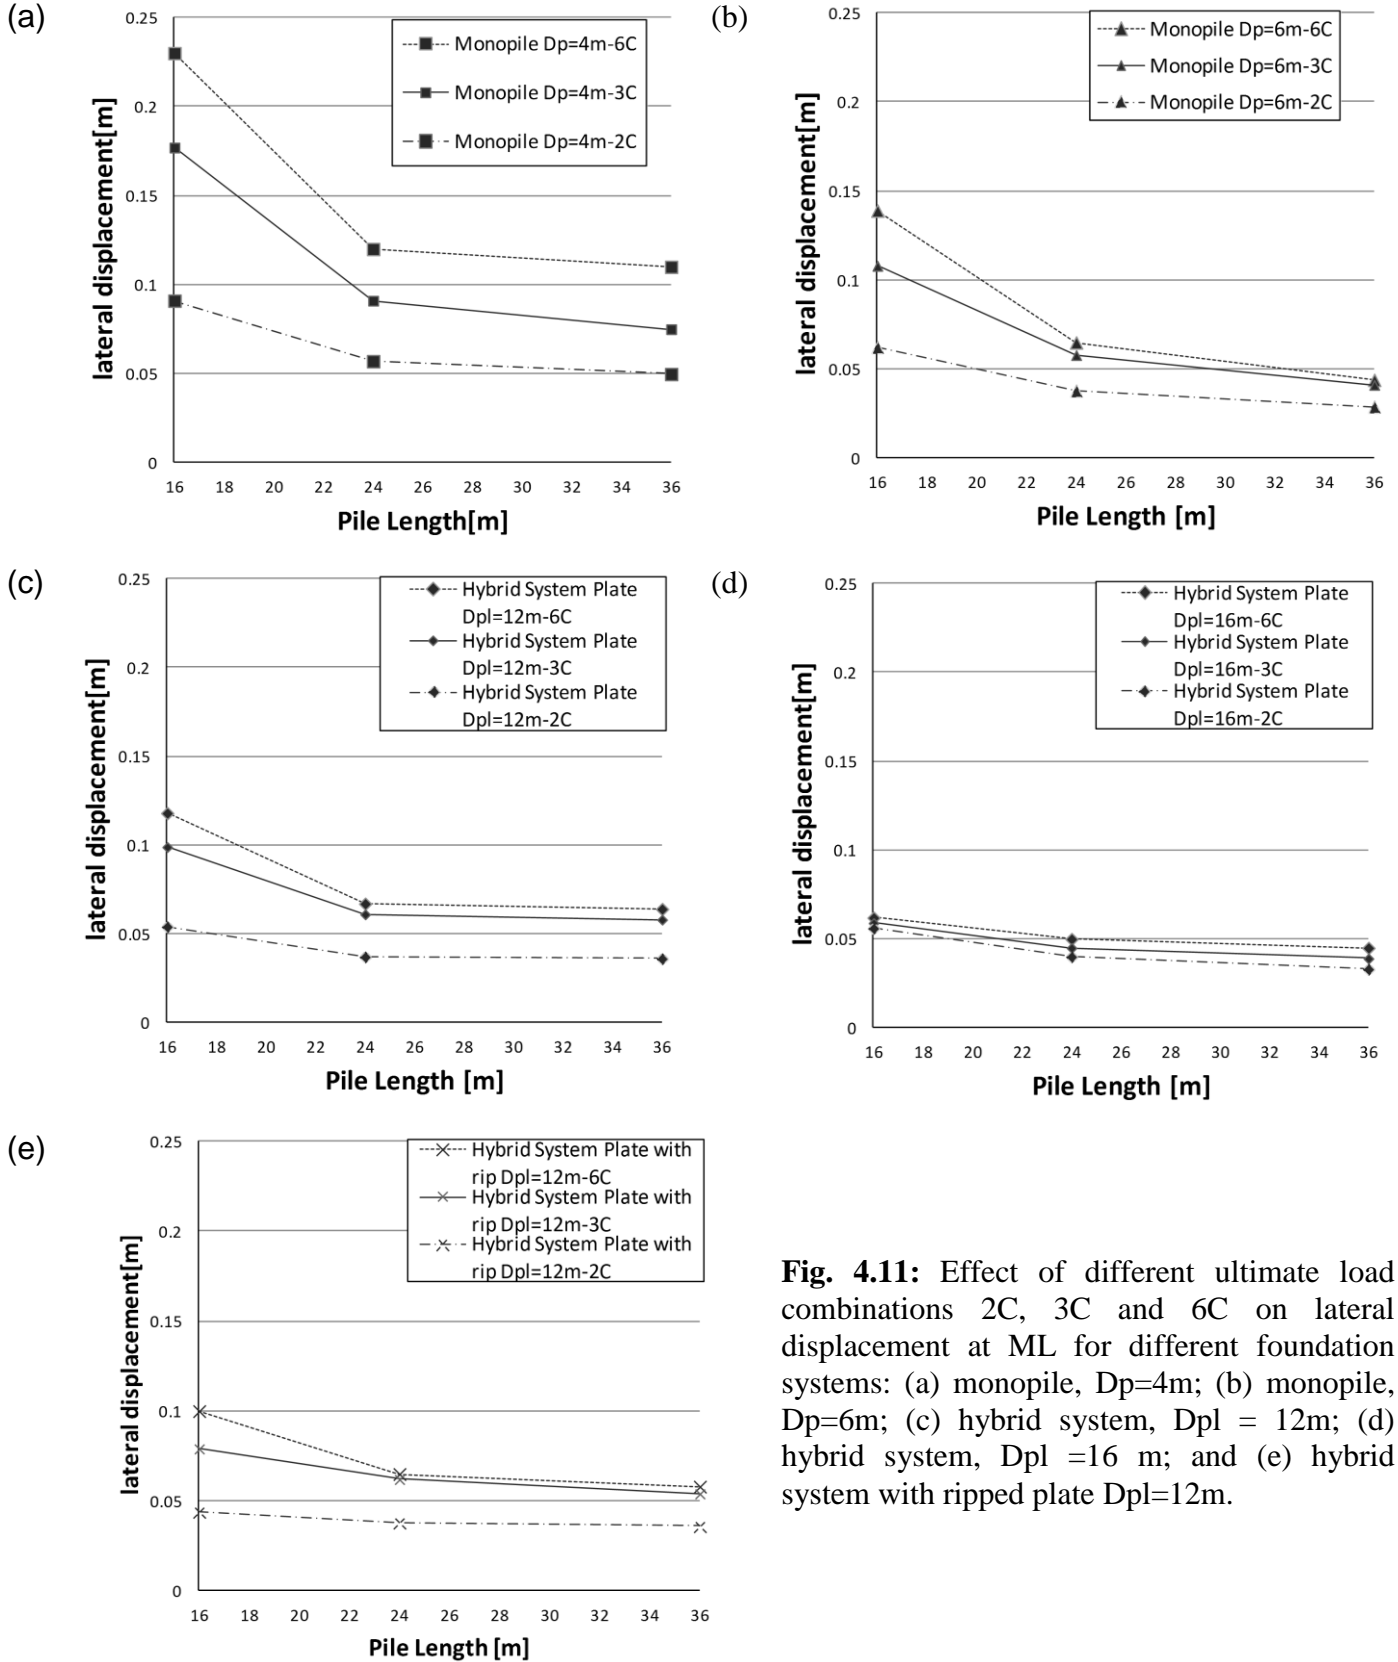 (a)
0.25
0.2
0.15
0.1
0.05
0
lateral displacement[m]
Monopile Dp=4m-6C
Monopile Dp=4m-3C
Monopile Dp=4m-2C
16 18 20 22 24 26 28 30 32 34 36
Pile Length[m]
(b)
0.25
0.2
0.15
0.1
0.05
0
lateral displacement[m]
Monopile Dp=6m-6C
Monopile Dp=6m-3C
Monopile Dp=6m-2C
16 18 20 22 24 26 28 30 32 34 36
Pile Length [m]
(c)
0.25
0.2
0.15
0.1
0.05
0
lateral displacement[m]
Hybrid System Plate
Dpl=12m-6C
Hybrid System Plate
Dpl=12m-3C
Hybrid System Plate
Dpl=12m-2C
16 18 20 22 24 26 28 30 32 34 36
Pile Length [m]
(d)
0.25
0.2
0.15
0.1
0.05
0
lateral displacement[m]
Hybrid System Plate
Dpl=16m-6C
Hybrid System Plate
Dpl=16m-3C
Hybrid System Plate
Dpl=16m-2C
16 18 20 22 24 26 28 30 32 34 36
Pile Length [m]
(e)
0.25
0.2
0.15
0.1
0.05
0
lateral displacement[m]
Hybrid System Plate with
rip Dpl=12m-6C
Hybrid System Plate with
rip Dpl=12m-3C
Hybrid System Plate with
rip Dpl=12m-2C
16 18 20 22 24 26 28 30 32 34 36
Pile Length [m]
Fig. 4.11: Effect of different ultimate load
combinations 2C, 3C and 6C on lateral
displacement at ML for different foundation
systems: (a) monopile, Dp=4m; (b) monopile,
Dp=6m; (c) hybrid system, Dpl = 12m; (d)
hybrid system, Dpl =16 m; and (e) hybrid
system with ripped plate Dpl=12m.